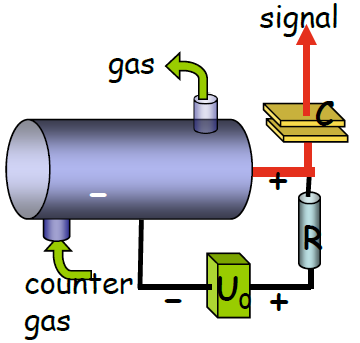 signal
gas
C
+
−
R
counter
gas
− U₀ +